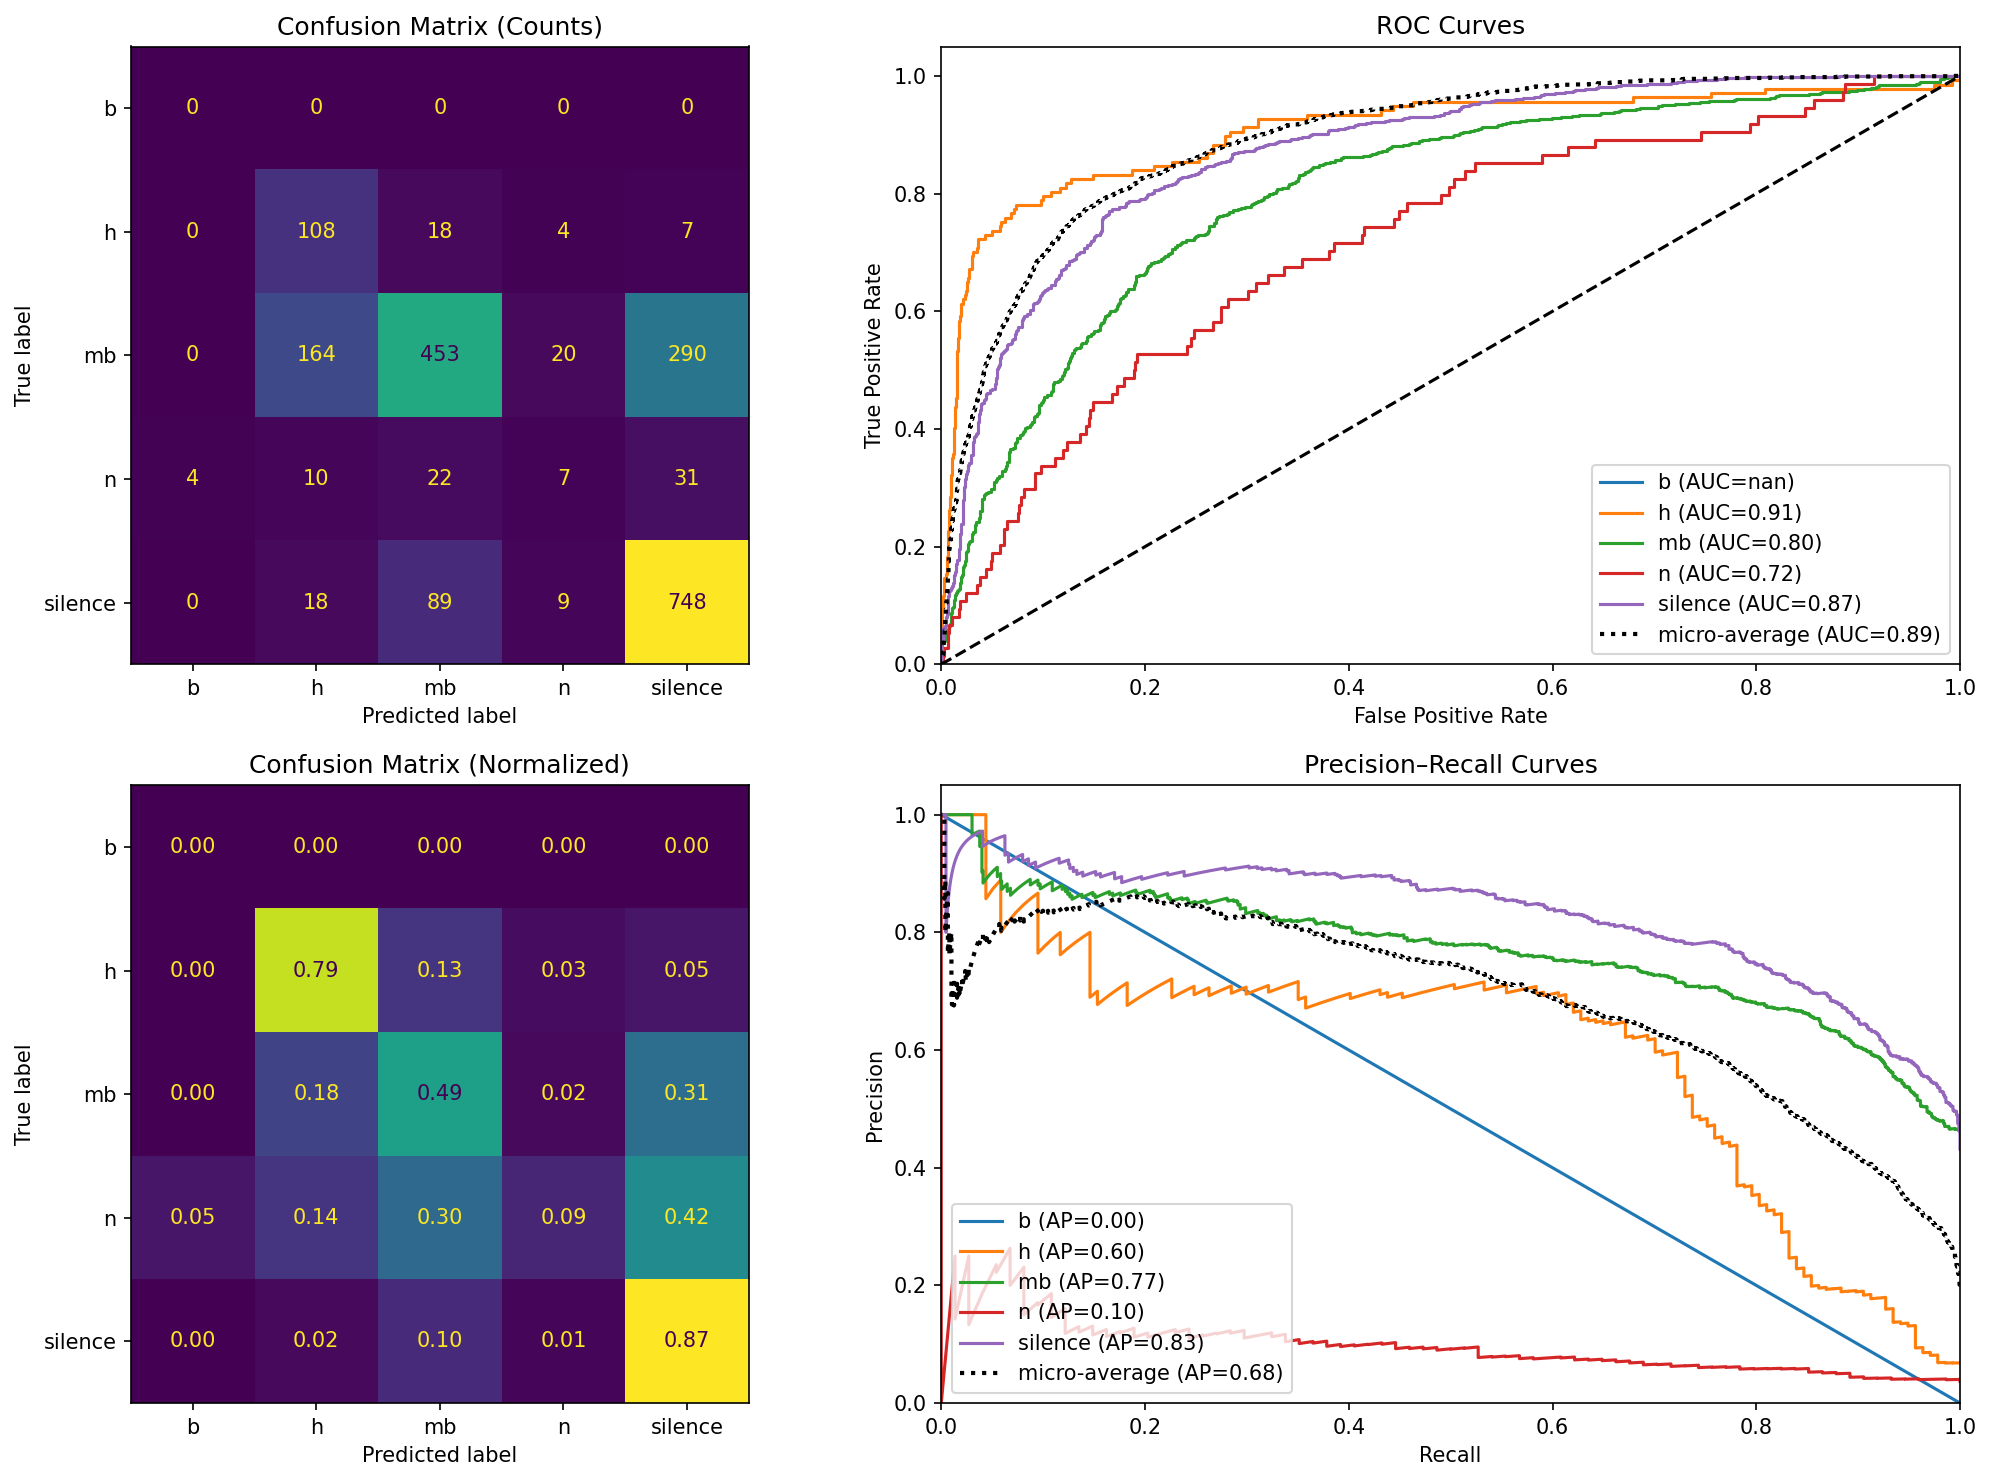 Confusion Matrix (Counts)
True label
b
0 0 0 0 0
h
0 108 18 4 7
mb
0 164 453 20 290
n
4 10 22 7 31
silence
0 18 89 9 748
b h mb n silence
Predicted label
ROC Curves
True Positive Rate
1.0
0.8
0.6
0.4
0.2
0.0
b (AUC=nan)
h (AUC=0.91)
mb (AUC=0.80)
n (AUC=0.72)
silence (AUC=0.87)
micro-average (AUC=0.89)
0.0 0.2 0.4 0.6 0.8 1.0
False Positive Rate
Confusion Matrix (Normalized)
True label
b
0.00 0.00 0.00 0.00 0.00
h
0.00 0.79 0.13 0.03 0.05
mb
0.00 0.18 0.49 0.02 0.31
n
0.05 0.14 0.30 0.09 0.42
silence
0.00 0.02 0.10 0.01 0.87
b h mb n silence
Predicted label
Precision–Recall Curves
Precision
1.0
0.8
0.6
0.4
0.2
0.0
b (AP=0.00)
h (AP=0.60)
mb (AP=0.77)
n (AP=0.10)
silence (AP=0.83)
micro-average (AP=0.68)
0.0 0.2 0.4 0.6 0.8 1.0
Recall